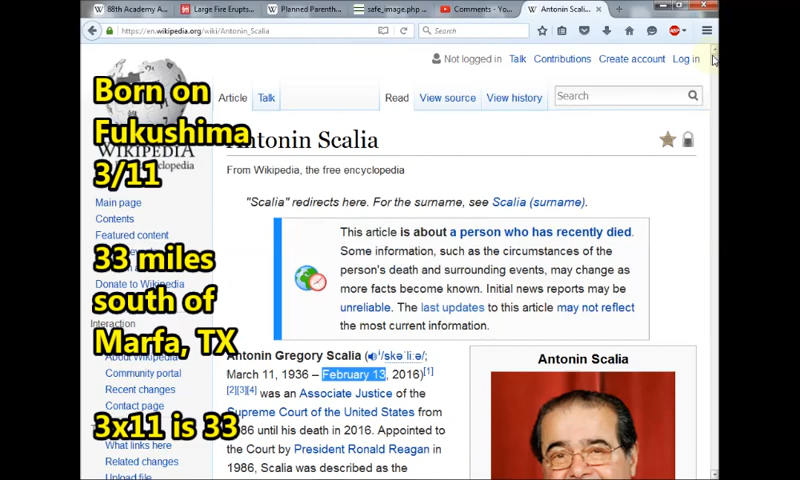 88th Academy A...
Large Fire Erupts...
Planned Parenth...
safe_image.php ...
Comments - Yo...
Antonin Scali...
https://en.wikipedia.org/wiki/Antonin_Scalia
Search
Not logged in Talk Contributions Create account Log in
Article Talk
Read View source View history
Search
Born on
Fukushima
3/11
WIKIPEDIA
Antonin Scalia
From Wikipedia, the free encyclopedia
"Scalia" redirects here. For the surname, see Scalia (surname).
This article is about a person who has recently died.
Some information, such as the circumstances of the
person's death and surrounding events, may change as
more facts become known. Initial news reports may be
unreliable. The last updates to this article may not reflect
the most current information.
Main page
Contents
Featured content
33 miles
south of
Marfa, TX
Donate to Wikipedia
Interaction
About Wikipedia
Community portal
Recent changes
Contact page
3x11 is 33
What links here
Related changes
Upload file
Antonin Gregory Scalia (/skəˈliːə/;
March 11, 1936 – February 13, 2016)[1]
[2][3][4] was an Associate Justice of the
Supreme Court of the United States from
1986 until his death in 2016. Appointed to
the Court by President Ronald Reagan in
1986, Scalia was described as the
Antonin Scalia